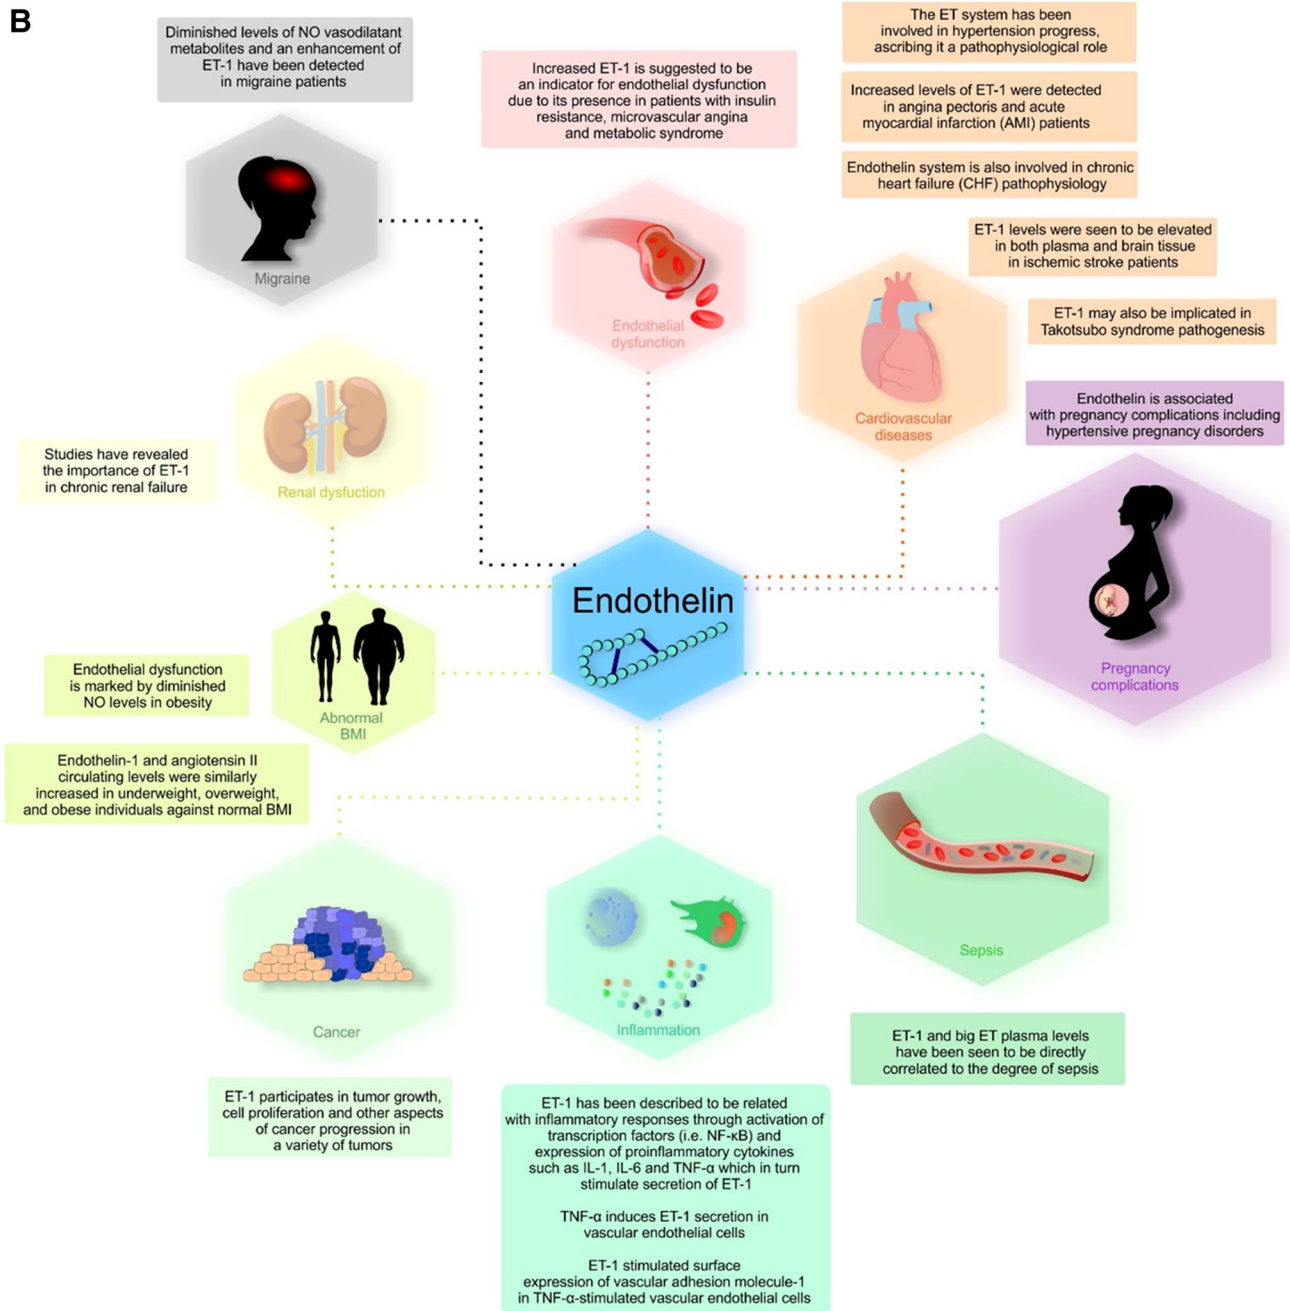 B
Diminished levels of NO vasodilatant
metabolites and an enhancement of
ET-1 have been detected
in migraine patients
Migraine
Increased ET-1 is suggested to be
an indicator for endothelial dysfunction
due to its presence in patients with insulin
resistance, microvascular angina
and metabolic syndrome
Endothelial
dysfunction
The ET system has been
involved in hypertension progress,
ascribing it a pathophysiological role
Increased levels of ET-1 were detected
in angina pectoris and acute
myocardial infarction (AMI) patients
Endothelin system is also involved in chronic
heart failure (CHF) pathophysiology
ET-1 levels were seen to be elevated
in both plasma and brain tissue
in ischemic stroke patients
ET-1 may also be implicated in
Takotsubo syndrome pathogenesis
Cardiovascular
diseases
Endothelin is associated
with pregnancy complications including
hypertensive pregnancy disorders
Pregnancy
complications
Studies have revealed
the importance of ET-1
in chronic renal failure
Renal dysfuction
Endothelin
Endothelial dysfunction
is marked by diminished
NO levels in obesity
Abnormal
BMI
Endothelin-1 and angiotensin II
circulating levels were similarly
increased in underweight, overweight,
and obese individuals against normal BMI
Cancer
ET-1 participates in tumor growth,
cell proliferation and other aspects
of cancer progression in
a variety of tumors
Inflammation
ET-1 has been described to be related
with inflammatory responses through activation of
transcription factors (i.e. NF-κB) and
expression of proinflammatory cytokines
such as IL-1, IL-6 and TNF-α which in turn
stimulate secretion of ET-1
TNF-α induces ET-1 secretion in
vascular endothelial cells
ET-1 stimulated surface
expression of vascular adhesion molecule-1
in TNF-α-stimulated vascular endothelial cells
Sepsis
ET-1 and big ET plasma levels
have been seen to be directly
correlated to the degree of sepsis